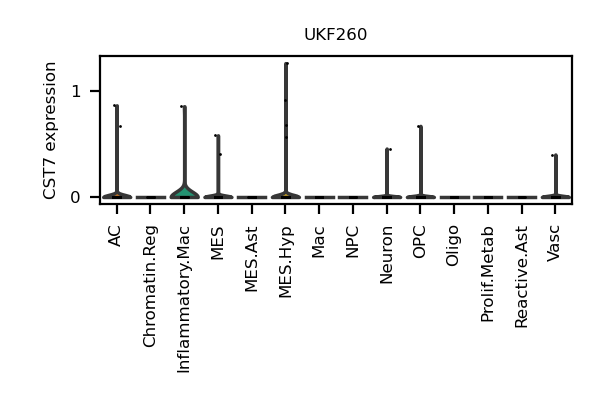 UKF260
CST7 expression
1
0
AC
Chromatin.Reg
Inflammatory.Mac
MES
MES.Ast
MES.Hyp
Mac
NPC
Neuron
OPC
Oligo
Prolif.Metab
Reactive.Ast
Vasc